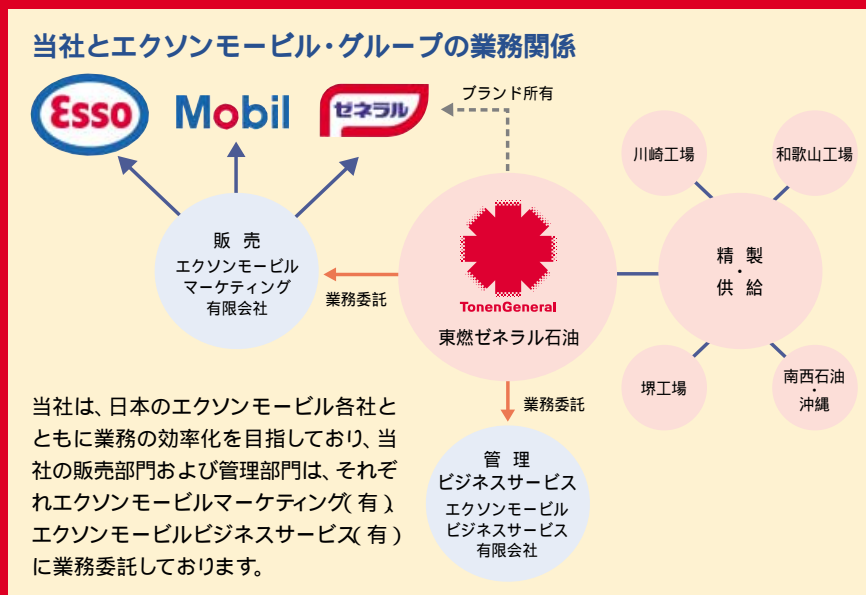 当社とエクソンモービル・グループの業務関係
Esso
Mobil
ゼネラル
ブランド所有
川崎工場
和歌山工場
販 売
エクソンモービル
マーケティング
有限会社
業務委託
TonenGeneral
東燃ゼネラル石油
精 製
・
供 給
堺工場
南西石油
・
沖縄
業務委託
管 理
ビジネスサービス
エクソンモービル
ビジネスサービス
有限会社
当社は、日本のエクソンモービル各社と
ともに業務の効率化を目指しており、当
社の販売部門および管理部門は、それぞ
れエクソンモービルマーケティング(有)、
エクソンモービルビジネスサービス(有)
に業務委託しております。